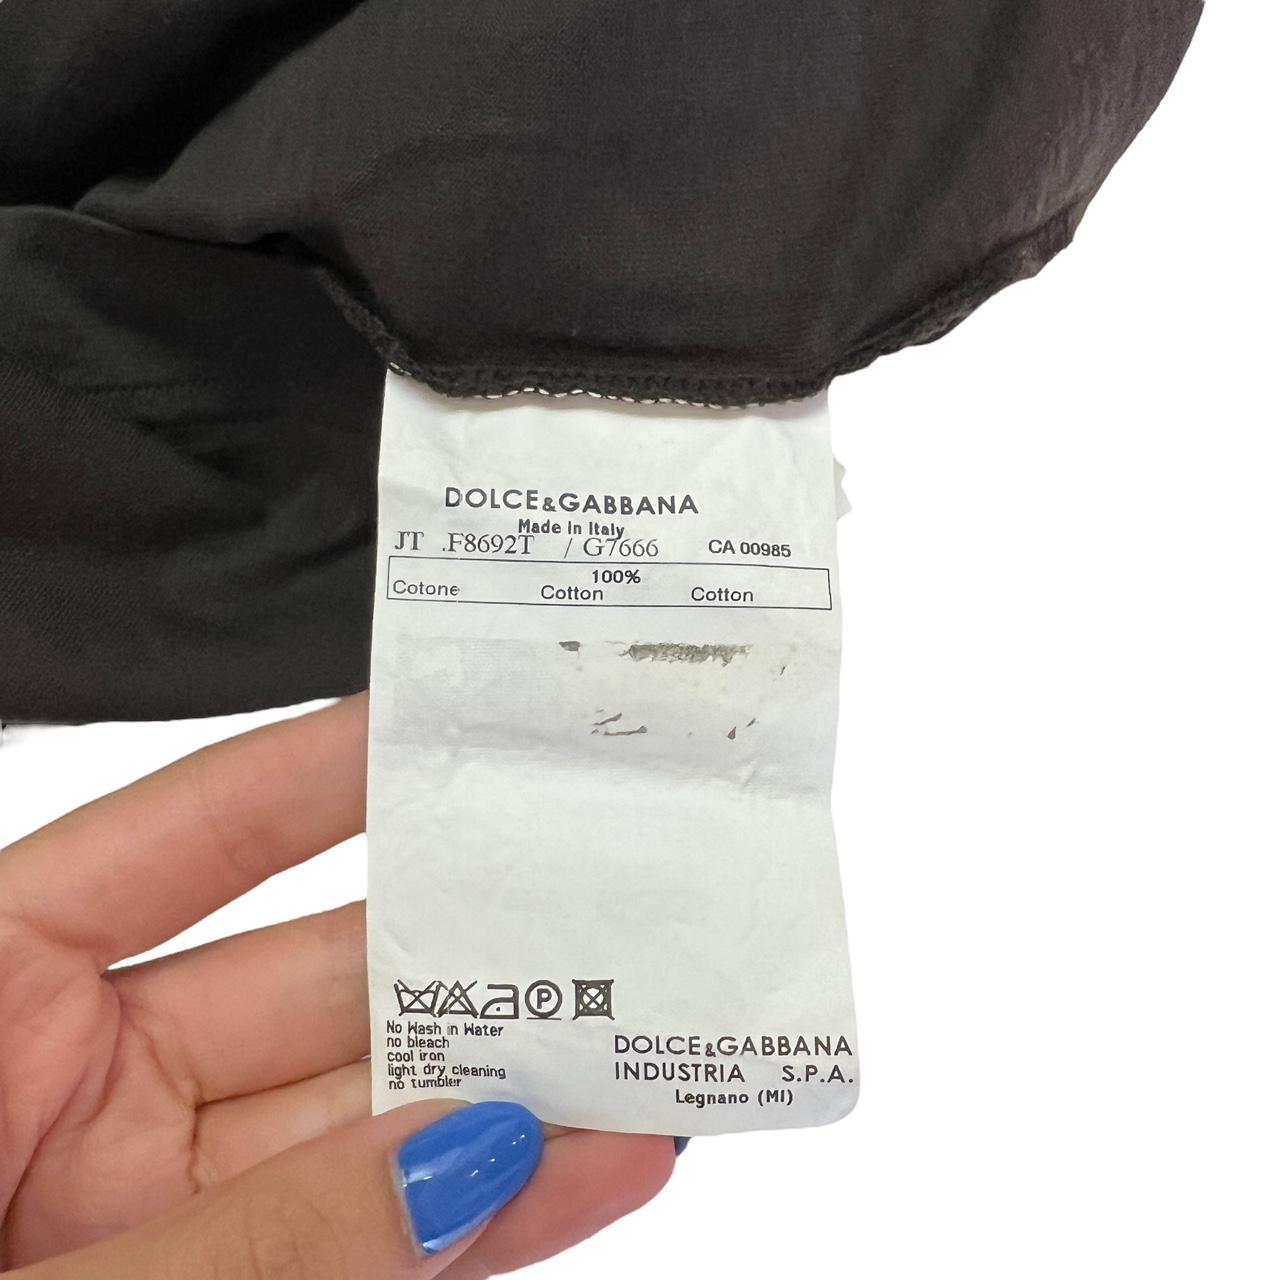 DOLCE&GABBANA
Made in Italy
JT .F8692T / G7666 CA 00985
100%
Cotone Cotton Cotton
P
No Wash in Water
no bleach
cool iron
light dry cleaning
no tumbler
DOLCE&GABBANA
INDUSTRIA S.P.A.
Legnano (MI)